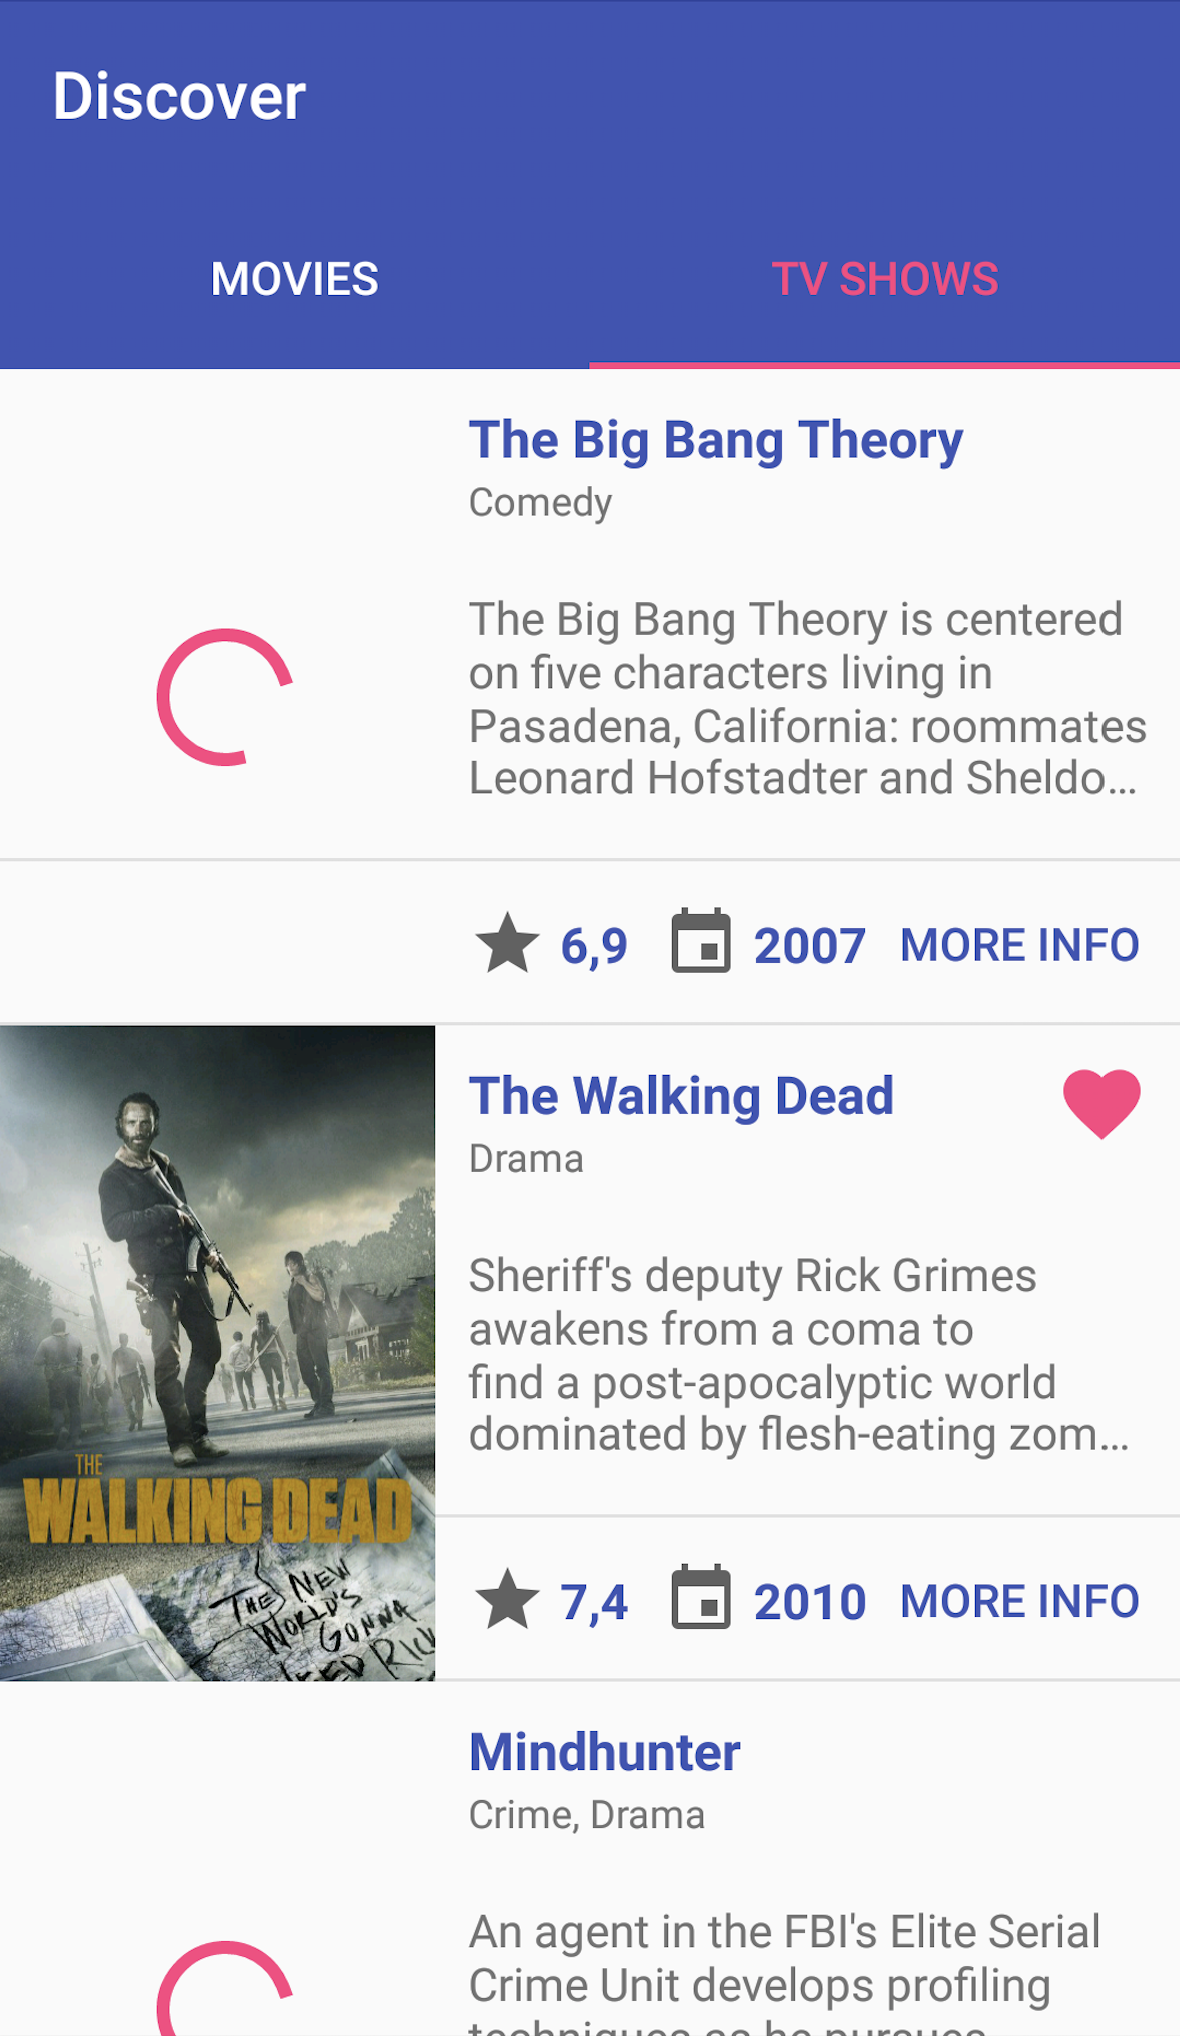 Discover
MOVIES
TV SHOWS
The Big Bang Theory
Comedy
The Big Bang Theory is centered
on five characters living in
Pasadena, California: roommates
Leonard Hofstadter and Sheldo...
6,9
2007
MORE INFO
THE
WALKING DEAD
THE NEW
WORLD'S
GONNA
RICK
The Walking Dead
Drama
Sheriff's deputy Rick Grimes
awakens from a coma to
find a post-apocalyptic world
dominated by flesh-eating zom...
7,4
2010
MORE INFO
Mindhunter
Crime, Drama
An agent in the FBI's Elite Serial
Crime Unit develops profiling
techniques as he pursues